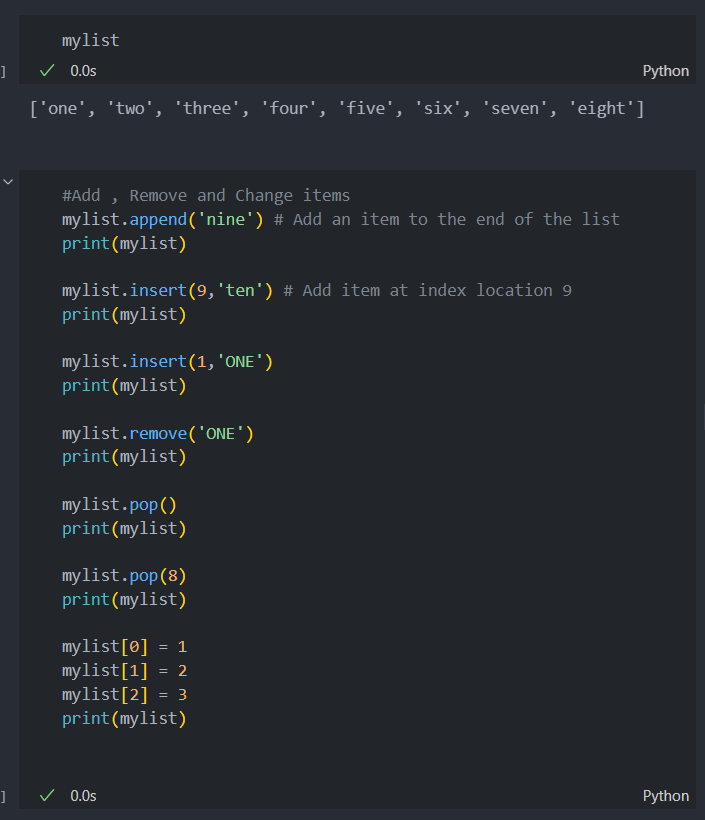 mylist
] ✓ 0.0s Python
['one', 'two', 'three', 'four', 'five', 'six', 'seven', 'eight']
#Add , Remove and Change items
mylist.append('nine') # Add an item to the end of the list
print(mylist)
mylist.insert(9,'ten') # Add item at index location 9
print(mylist)
mylist.insert(1,'ONE')
print(mylist)
mylist.remove('ONE')
print(mylist)
mylist.pop()
print(mylist)
mylist.pop(8)
print(mylist)
mylist[0] = 1
mylist[1] = 2
mylist[2] = 3
print(mylist)
] ✓ 0.0s Python